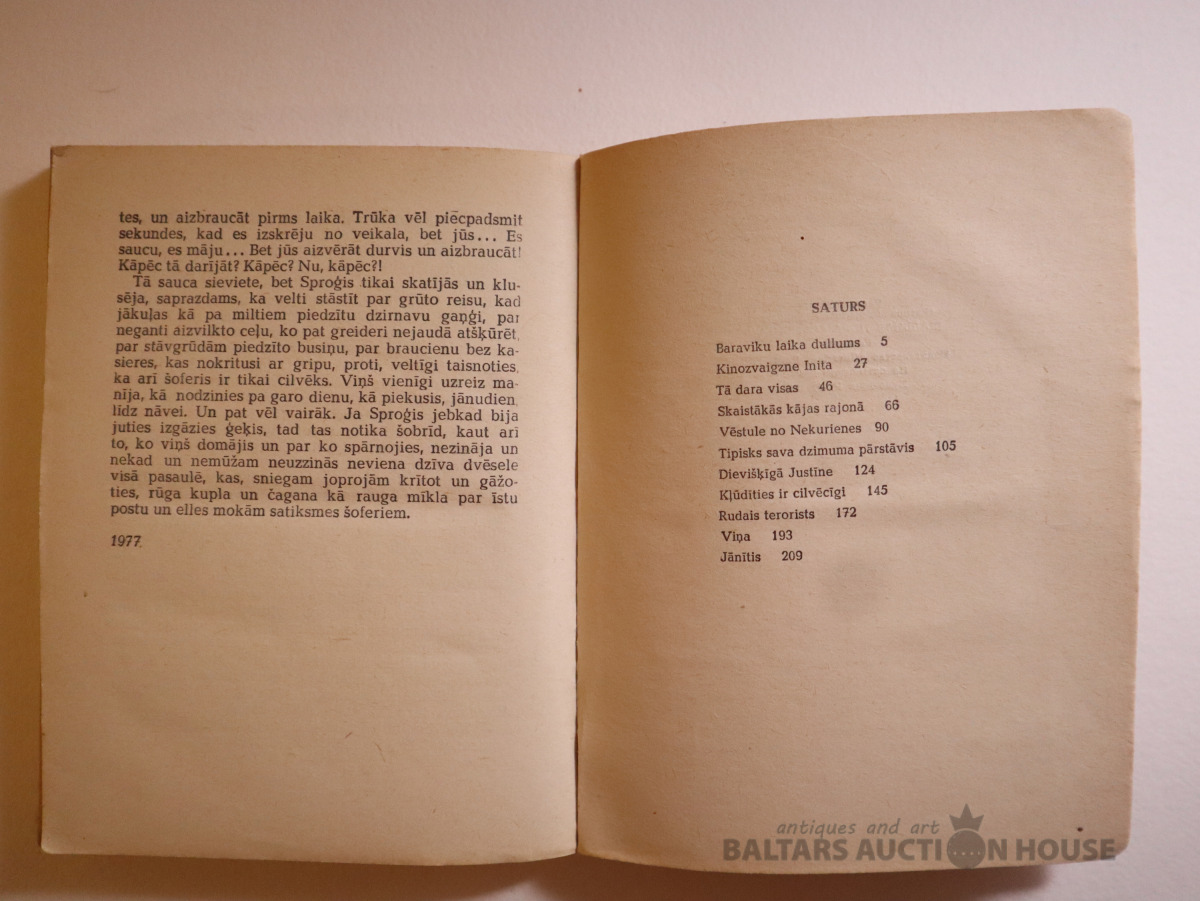 tes, un aizbraucāt pirms laika. Trūka vēl piecpadsmit
sekundes, kad es izskrēju no veikala, bet jūs... Es
saucu, es māju... Bet jūs aizvērāt durvis un aizbraucāt!
Kāpēc tā darījāt? Kāpēc? Nu, kāpēc?!
Tā sauca sieviete, bet Sproģis tikai skatījās un klu-
sēja, saprazdams, ka velti stāstīt par grūto reisu, kad
jākuļas kā pa miltiem piedzītu dzirnavu gaņģi, par
neganti aizvilkto ceļu, ko pat greideri nejaudā atšķūrēt,
par stāvgrūdām piedzīto busiņu, par braucienu bez ka-
sieres, kas nokritusi ar gripu, proti, veltīgi taisnoties,
ka arī šoferis ir tikai cilvēks. Viņš vienīgi uzreiz ma-
nīja, kā nodzinies pa garo dienu, kā piekusis, jānudien,
līdz nāvei. Un pat vēl vairāk. Ja Sproģis jebkad bija
juties izgāzies ģeķis, tad tas notika šobrīd, kaut arī
to, ko viņš domājis un par ko spārnojies, nezināja un
nekad un nemūžam neuzzinās neviena dzīva dvēsele
visā pasaulē, kas, sniegam joprojām krītot un gāžo-
ties, rūga kupla un čagana kā rauga mīkla par īstu
postu un elles mokām satiksmes šoferiem.
1977
SATURS
Baraviku laika dullums 5
Kinozvaigzne Inita 27
Tā dara visas 46
Skaistākās kājas rajonā 66
Vēstule no Nekurienes 90
Tipisks sava dzimuma pārstāvis 105
Dievišķīgā Justīne 124
Kļūdīties ir cilvēcīgi 145
Rudais terorists 172
Viņa 193
Jānītis 209
antiques and art
BALTARS AUCTION HOUSE